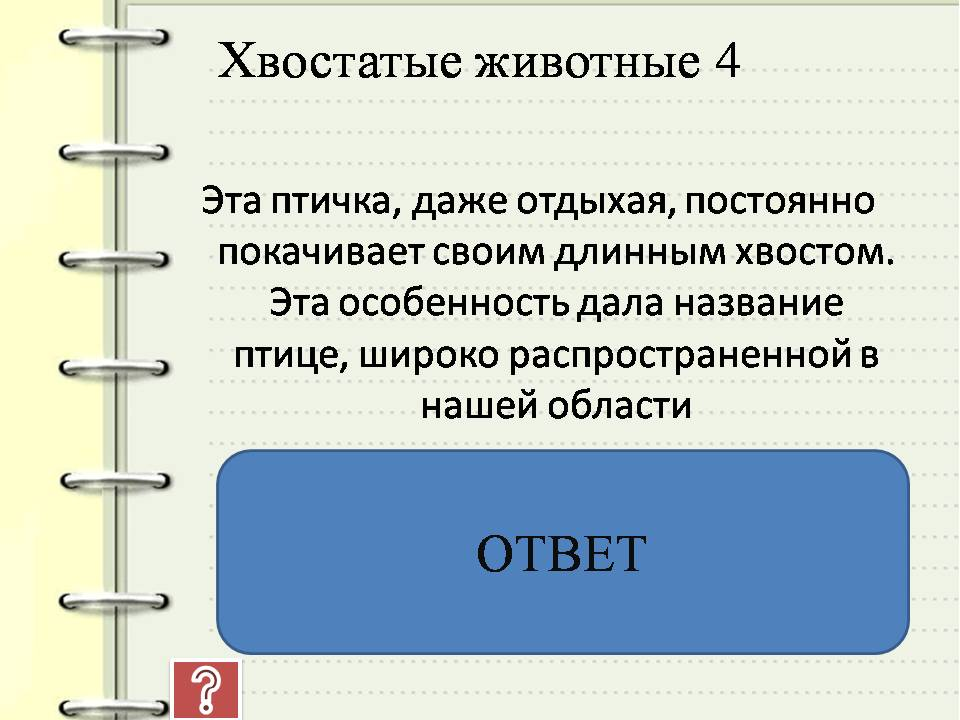 Хвостатые животные 4
Эта птичка, даже отдыхая, постоянно
покачивает своим длинным хвостом.
Эта особенность дала название
птице, широко распространенной в
нашей области
ОТВЕТ
?